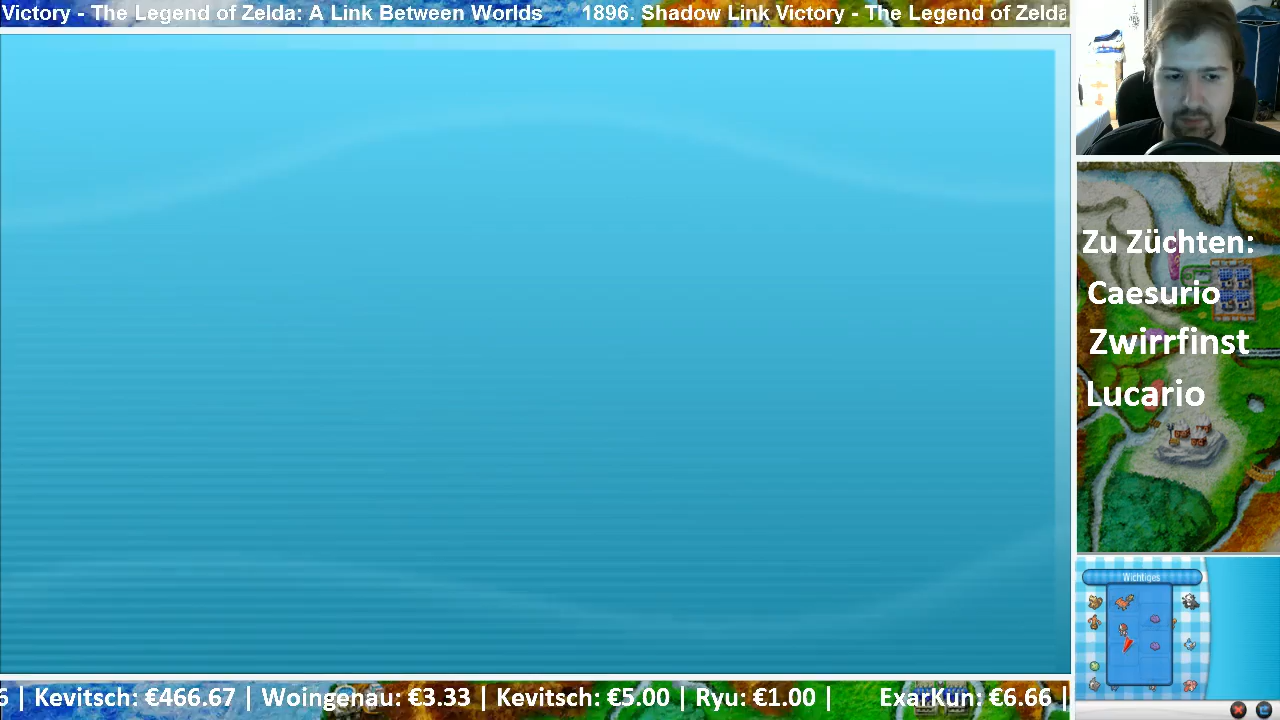 Victory - The Legend of Zelda: A Link Between Worlds 1896. Shadow Link Victory - The Legend of Zelda
Zu Züchten:
Caesurio
Zwirrfinst
Lucario
Wichtiges
6 | Kevitsch: €466.67 | Woingenau: €3.33 | Kevitsch: €5.00 | Ryu: €1.00 | ExarKun: €6.66 |